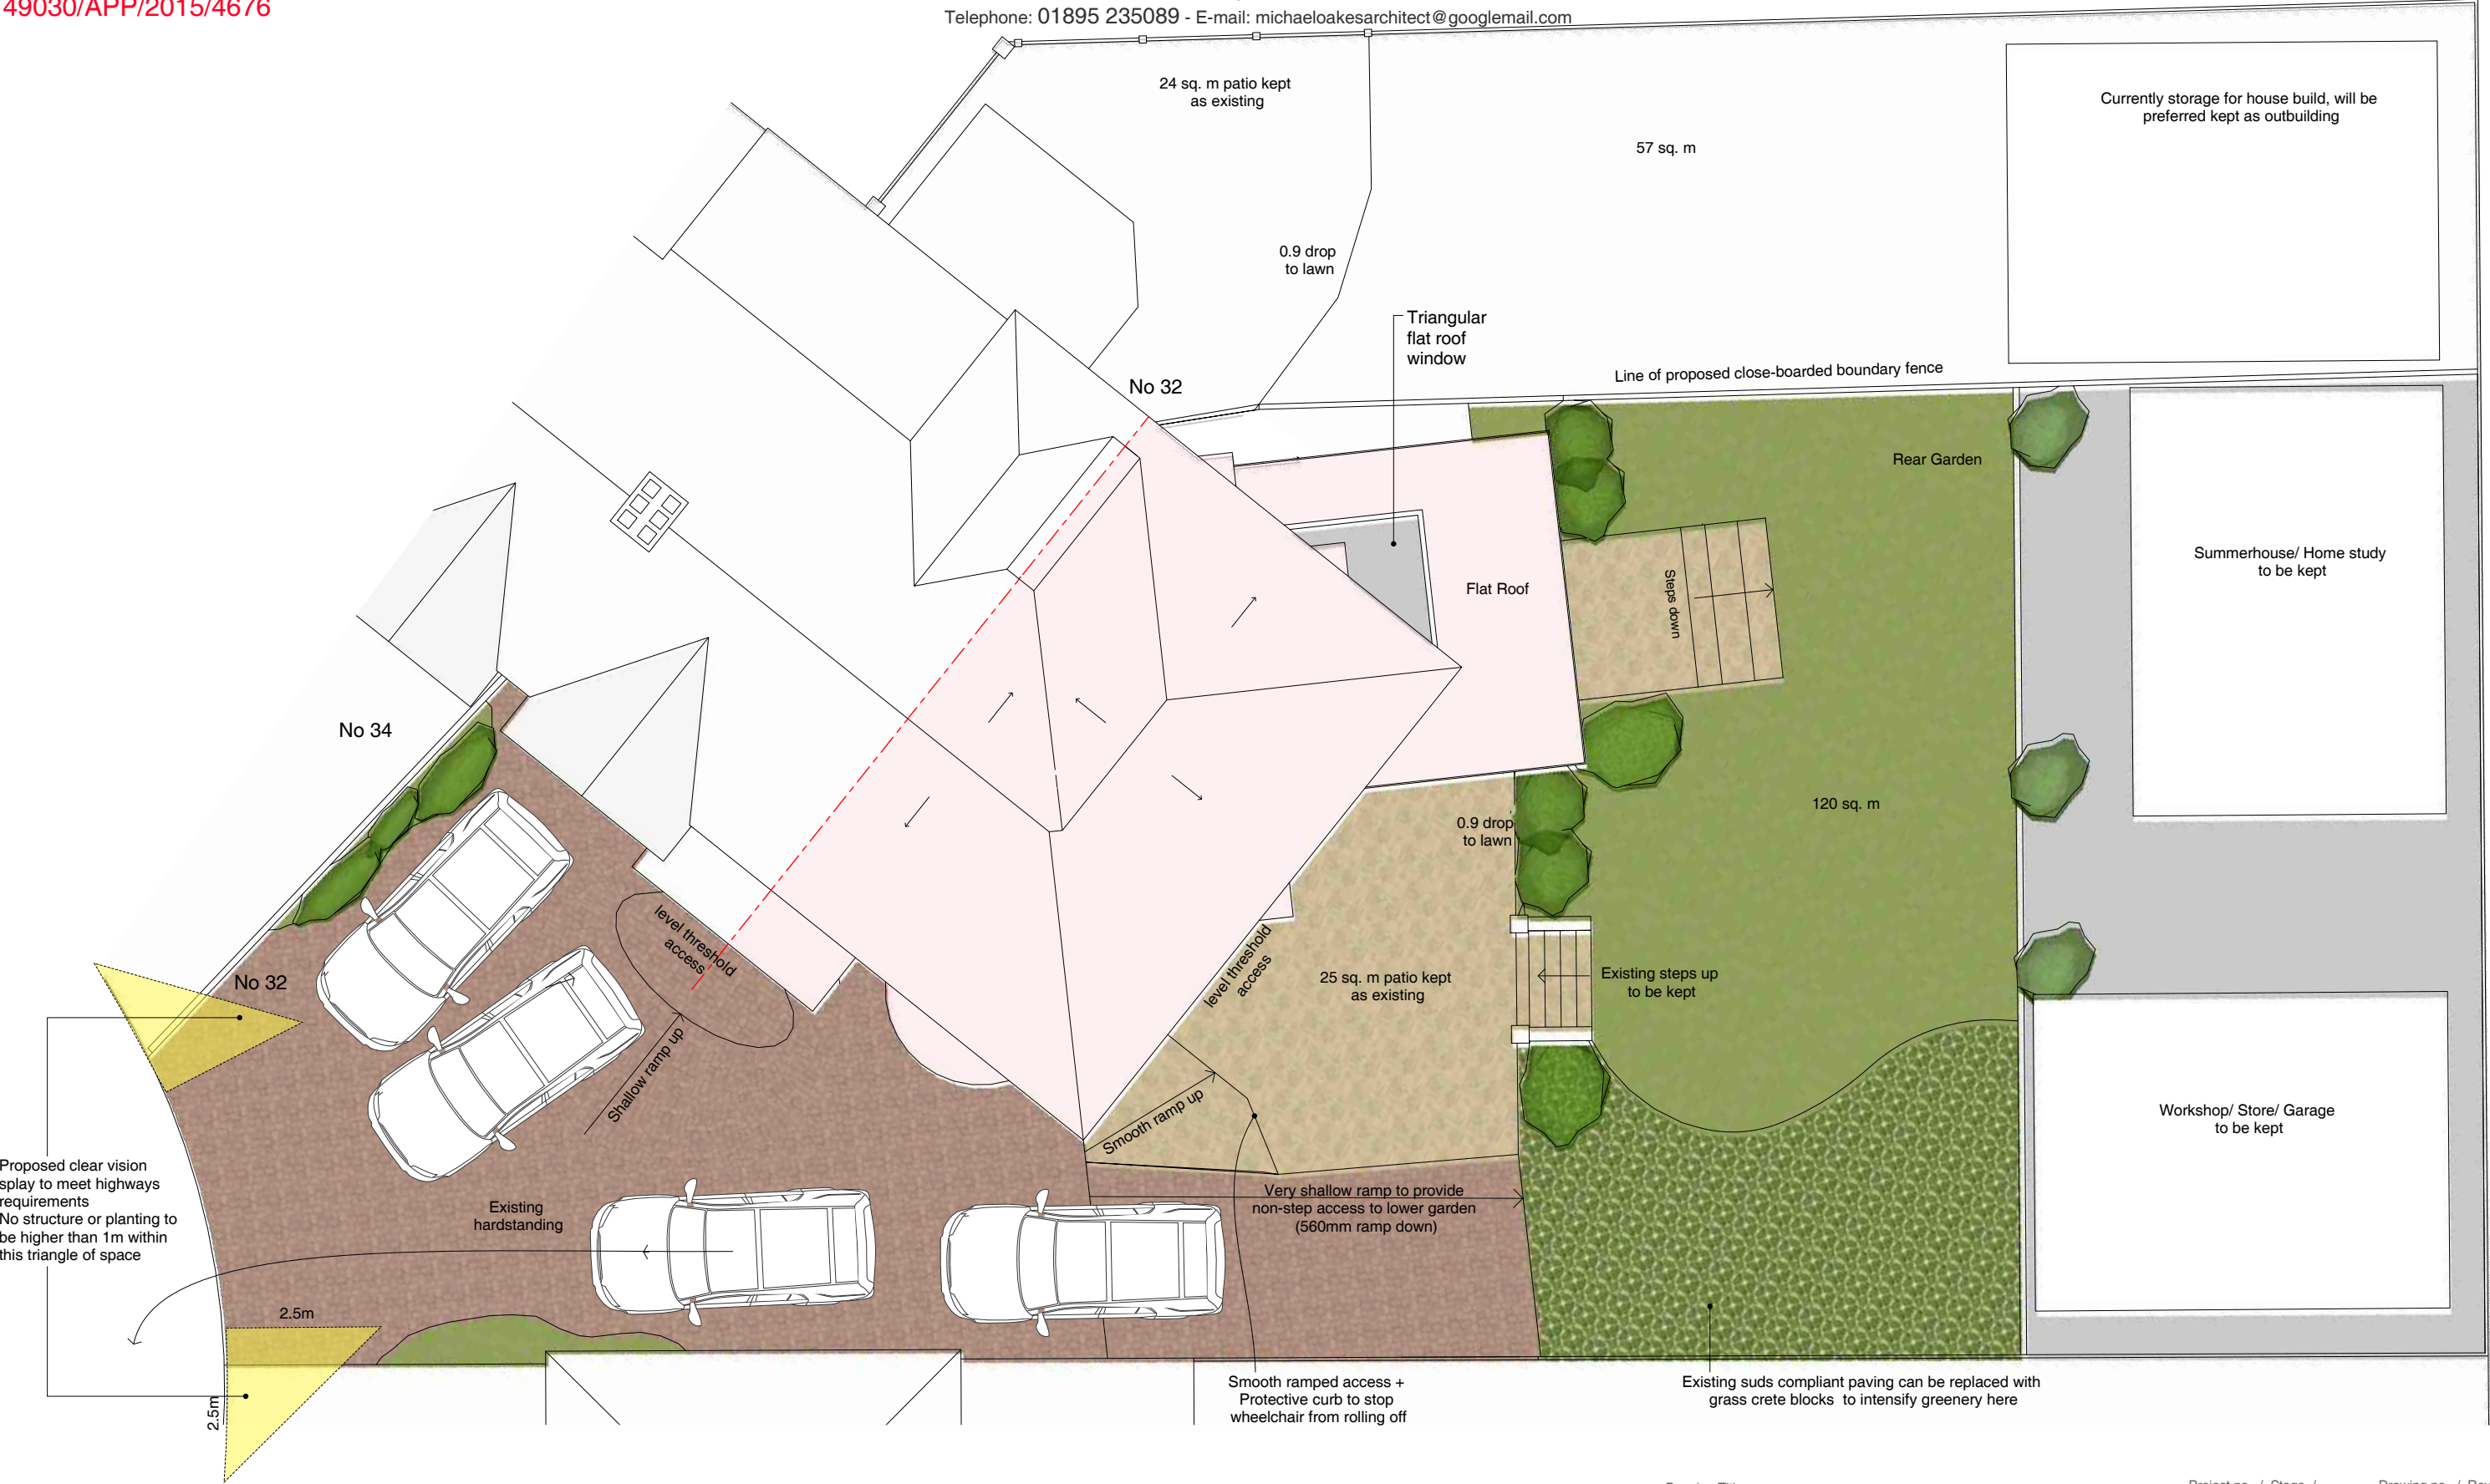 49030/APP/2015/4676
Telephone: 01895 235089 - E-mail: michaeloakesarchitect@googlemail.com
24 sq. m patio kept
as existing
Currently storage for house build, will be
preferred kept as outbuilding
57 sq. m
0.9 drop
to lawn
Triangular
flat roof
window
Line of proposed close-boarded boundary fence
No 32
Rear Garden
Summerhouse/ Home study
to be kept
Flat Roof
Steps down
No 34
120 sq. m
0.9 drop
to lawn
level threshold
access
level threshold
access
No 32
25 sq. m patio kept
as existing
Existing steps up
to be kept
Shallow ramp up
Smooth ramp up
Workshop/ Store/ Garage
to be kept
Proposed clear vision
splay to meet highways
requirements
No structure or planting to
be higher than 1m within
this triangle of space
Existing
hardstanding
Very shallow ramp to provide
non-step access to lower garden
(560mm ramp down)
2.5m
2.5m
Smooth ramped access +
Protective curb to stop
wheelchair from rolling off
Existing suds compliant paving can be replaced with
grass crete blocks to intensify greenery here